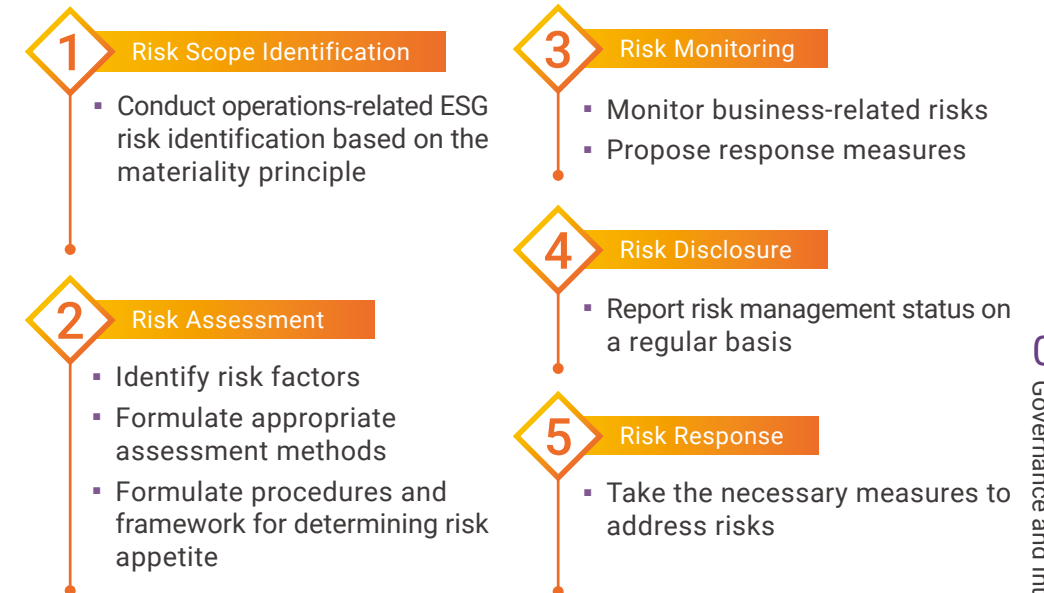 1
Risk Scope Identification
▪ Conduct operations-related ESG
risk identification based on the
materiality principle
2
Risk Assessment
▪ Identify risk factors
▪ Formulate appropriate
assessment methods
▪ Formulate procedures and
framework for determining risk
appetite
3
Risk Monitoring
▪ Monitor business-related risks
▪ Propose response measures
4
Risk Disclosure
▪ Report risk management status on
a regular basis
5
Risk Response
▪ Take the necessary measures to
address risks
Governance and